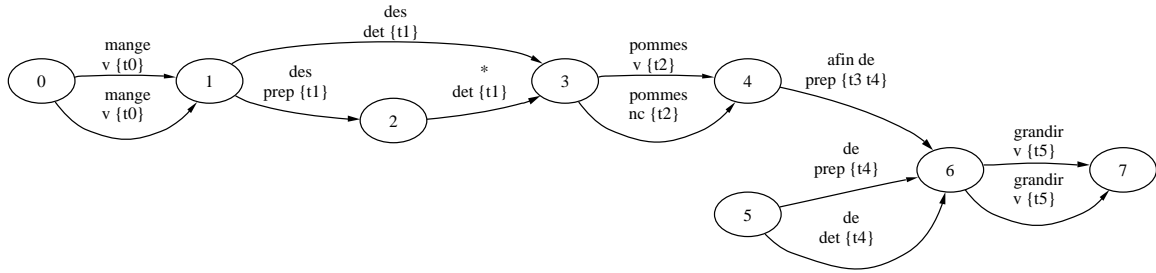 des
det {t1}
mange
v {t0}
pommes
v {t2}
afin de
prep {t3 t4}
*
det {t1}
des
prep {t1}
0
1
3
4
mange
v {t0}
pommes
nc {t2}
2
grandir
v {t5}
de
prep {t4}
6
7
grandir
v {t5}
5
de
det {t4}